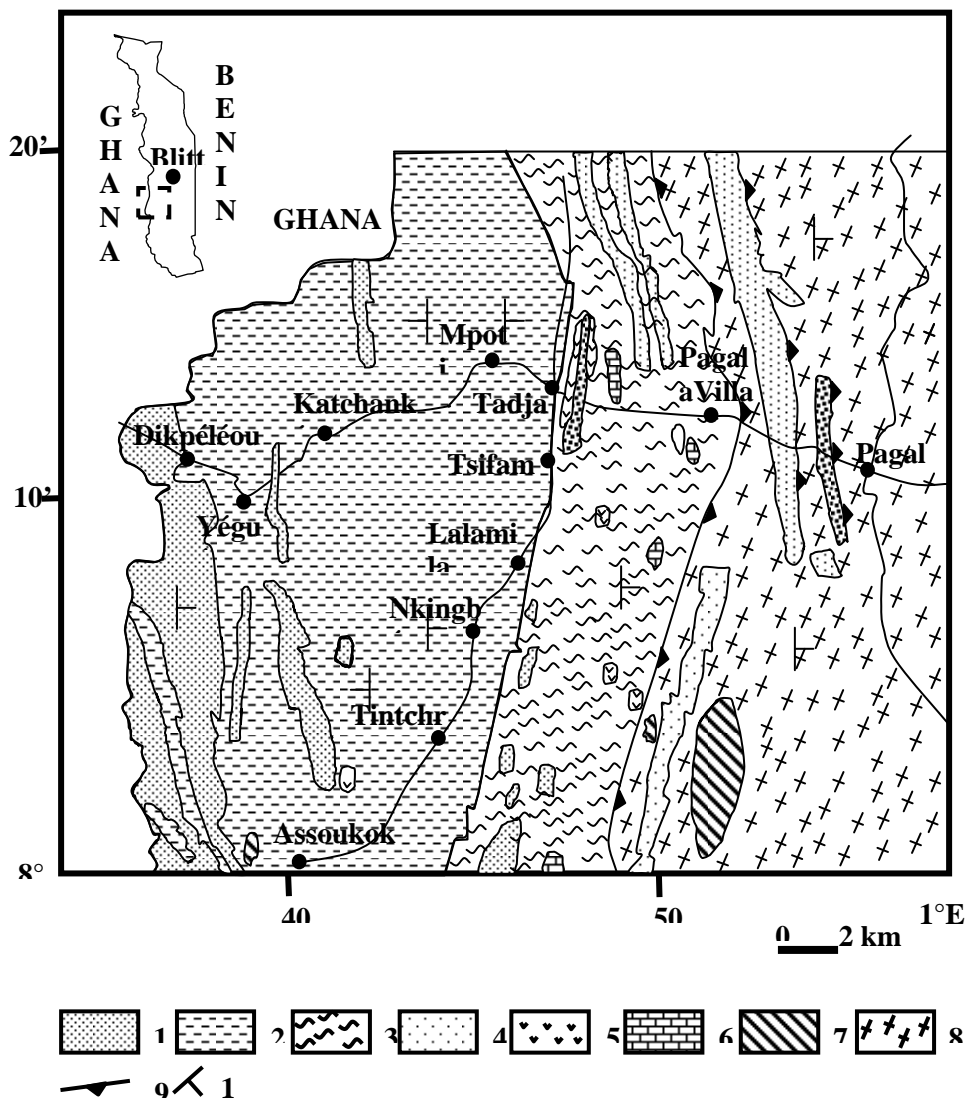 B
E
N
I
N
G
H
A
N
A
Blitt
20'
GHANA
Mpot
i
Pagal
aVilla
Katchank
Tadja
Dikpéléou
Pagal
Tsifam
10'
Yégu
Lalami
la
Nkingb
Tintchr
Assoukok
8°
40
50
1°E
0
2 km
1
2
3
4
5
6
7
8
9
1